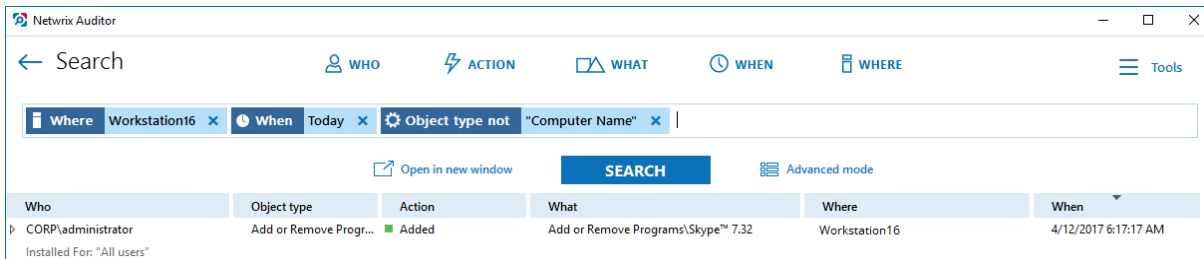 Netwrix Auditor
Search WHO ACTION WHAT WHEN WHERE Tools
Where Workstation16 When Today Object type not "Computer Name"
Open in new window SEARCH Advanced mode
Who Object type Action What Where When
CORP\administrator Add or Remove Progr... Added Add or Remove Programs\Skype™ 7.32 Workstation16 4/12/2017 6:17:17 AM
Installed For: "All users"